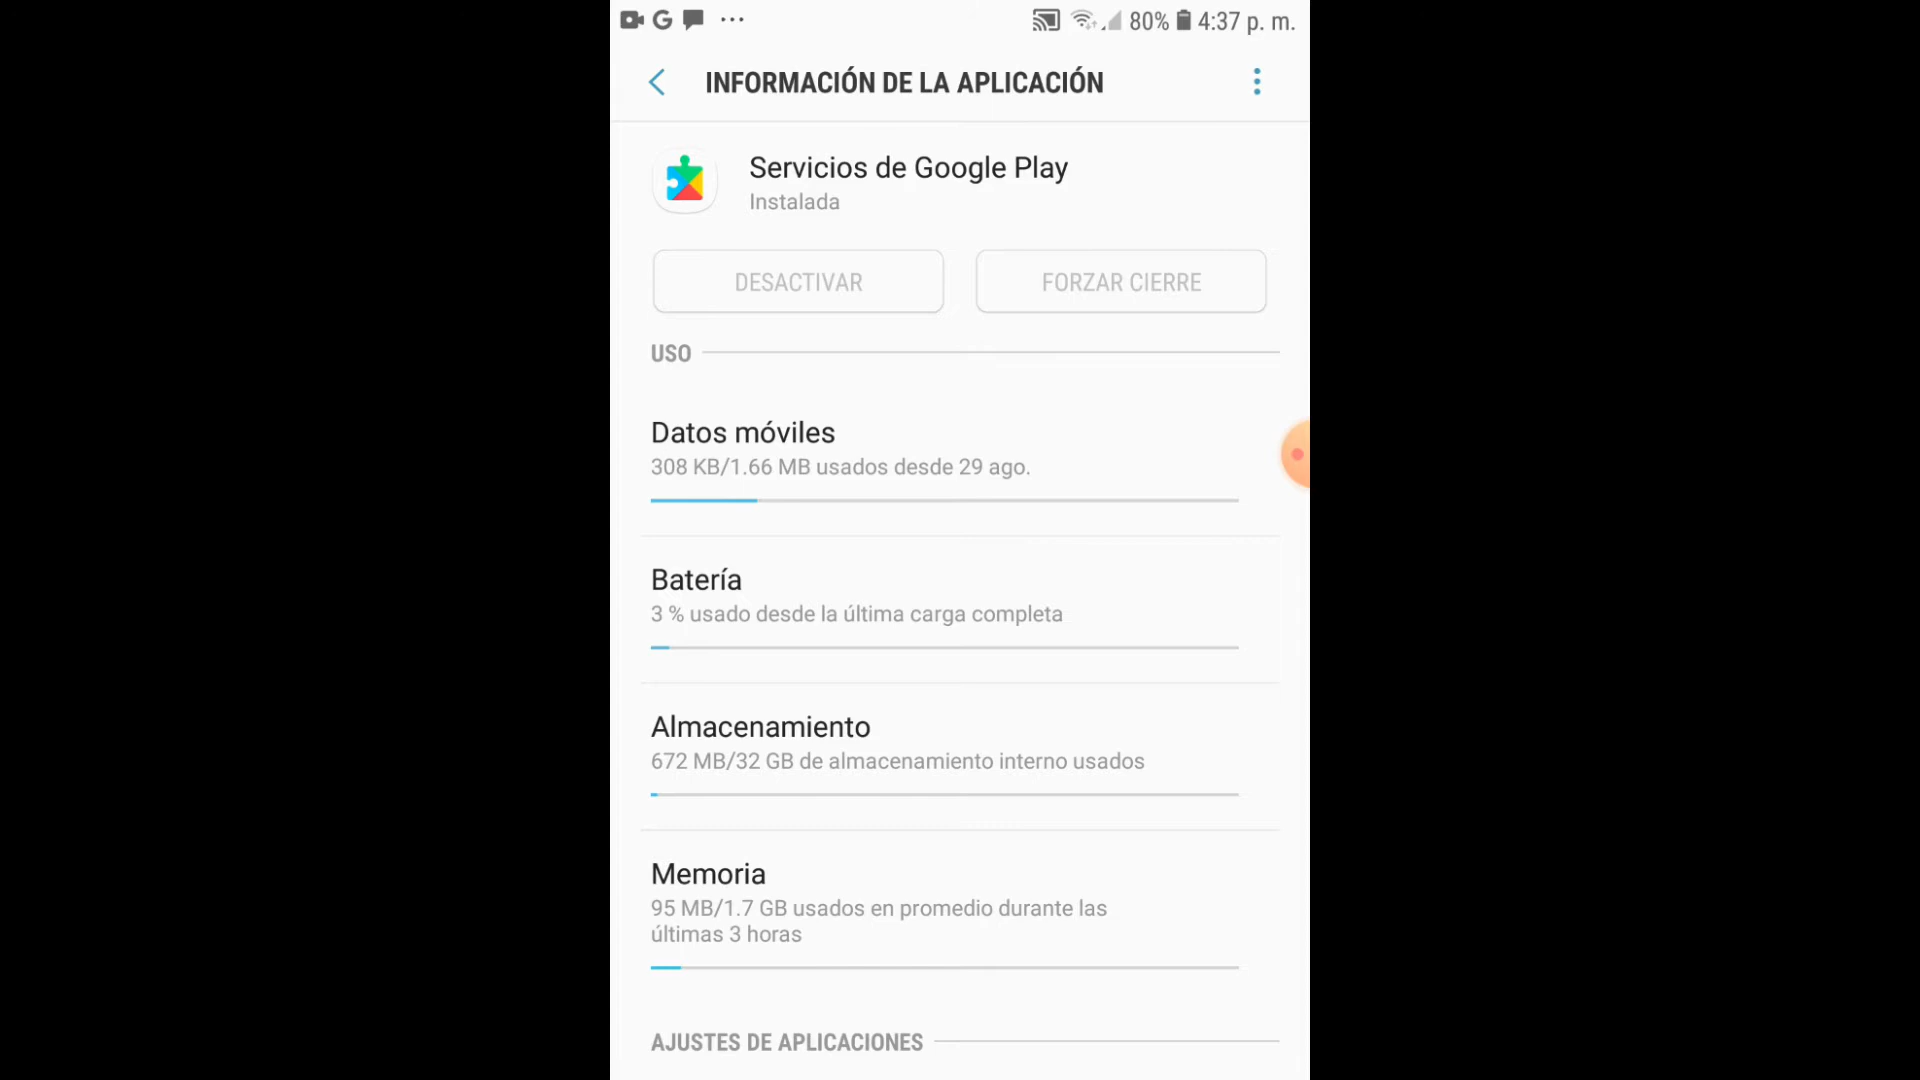 80% 4:37 p. m.
INFORMACIÓN DE LA APLICACIÓN
Servicios de Google Play
Instalada
DESACTIVAR
FORZAR CIERRE
USO
Datos móviles
308 KB/1.66 MB usados desde 29 ago.
Batería
3 % usado desde la última carga completa
Almacenamiento
672 MB/32 GB de almacenamiento interno usados
Memoria
95 MB/1.7 GB usados en promedio durante las
últimas 3 horas
AJUSTES DE APLICACIONES